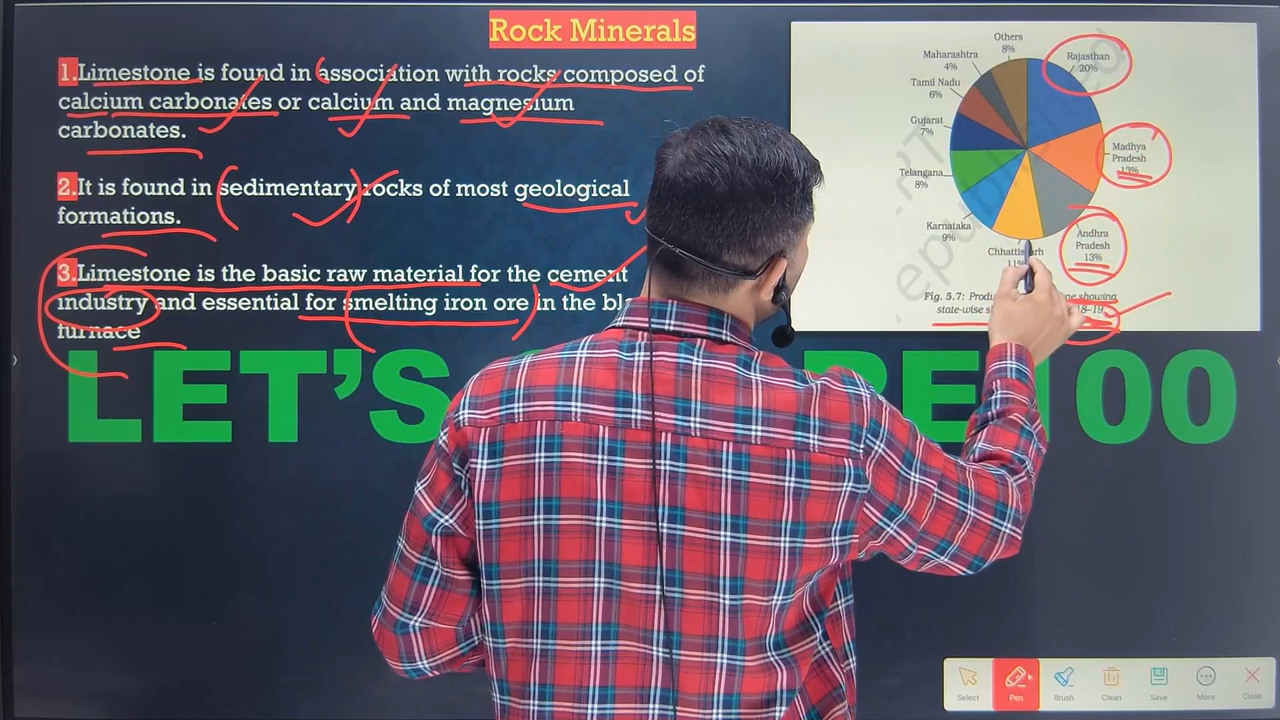 Rock Minerals
1.Limestone is found in association with rocks composed of
calcium carbonates or calcium and magnesium
carbonates.
2.It is found in sedimentary rocks of most geological
formations.
3.Limestone is the basic raw material for the cement
industry and essential for smelting iron ore in the
furnace
LET'S
00
Others
8%
Rajasthan
20%
Maharashtra
4%
Tamil Nadu
6%
Gujarat
7%
Madhya
Pradesh
13%
Telangana
8%
Karnataka
9%
Andhra
Pradesh
13%
11%
Fig. 5.7: showing
state-wise
Select
Pen
Brush
Clean
Save
More
Close